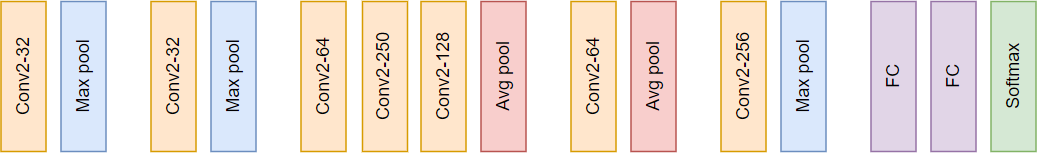 Conv2-32
Max pool
Conv2-32
Max pool
Conv2-64
Conv2-250
Conv2-128
Avg pool
Conv2-64
Avg pool
Conv2-256
Max pool
FC
FC
Softmax